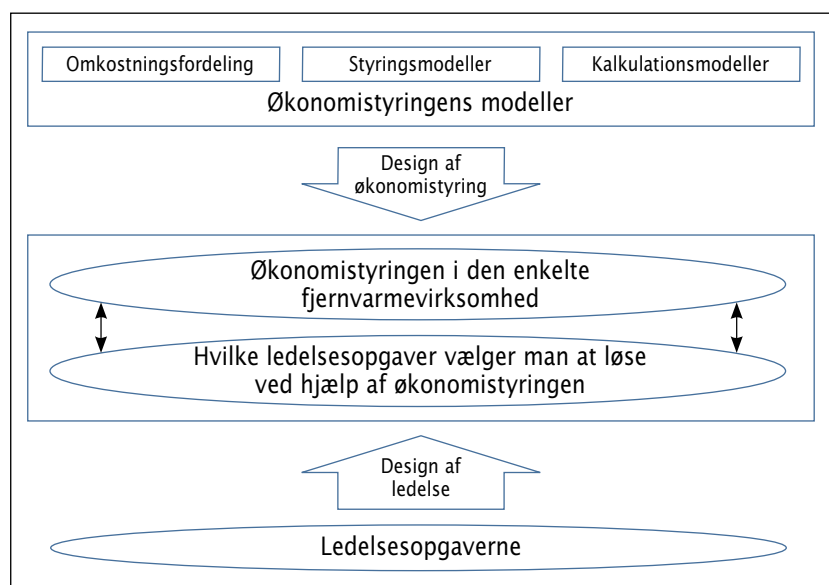 Omkostningsfordeling
Styringsmodeller
Kalkulationsmodeller
Økonomistyringens modeller
Design af
økonomistyring
Økonomistyringen i den enkelte
fjernvarmevirksomhed
Hvilke ledelsesopgaver vælger man at løse
ved hjælp af økonomistyringen
Design af
ledelse
Ledelsesopgaverne